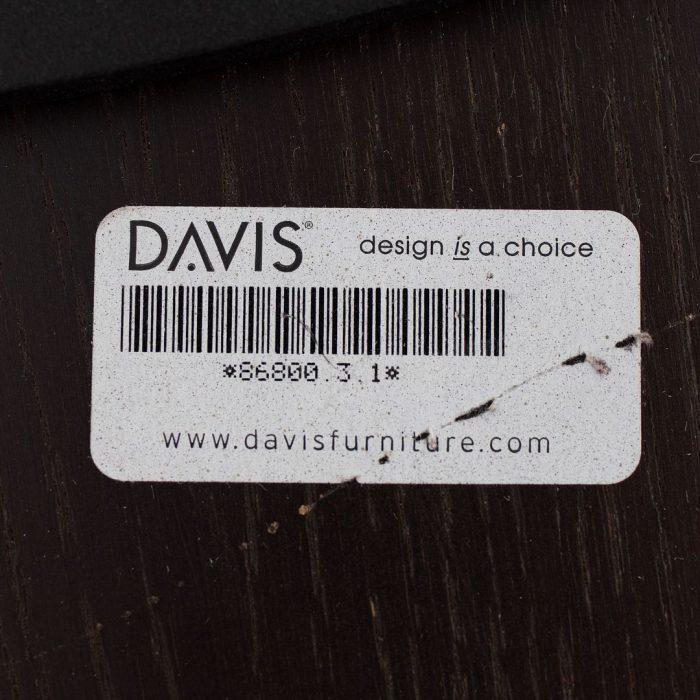 DAVIS®
design is a choice
*86800.3 1*
www.davisfurniture.com